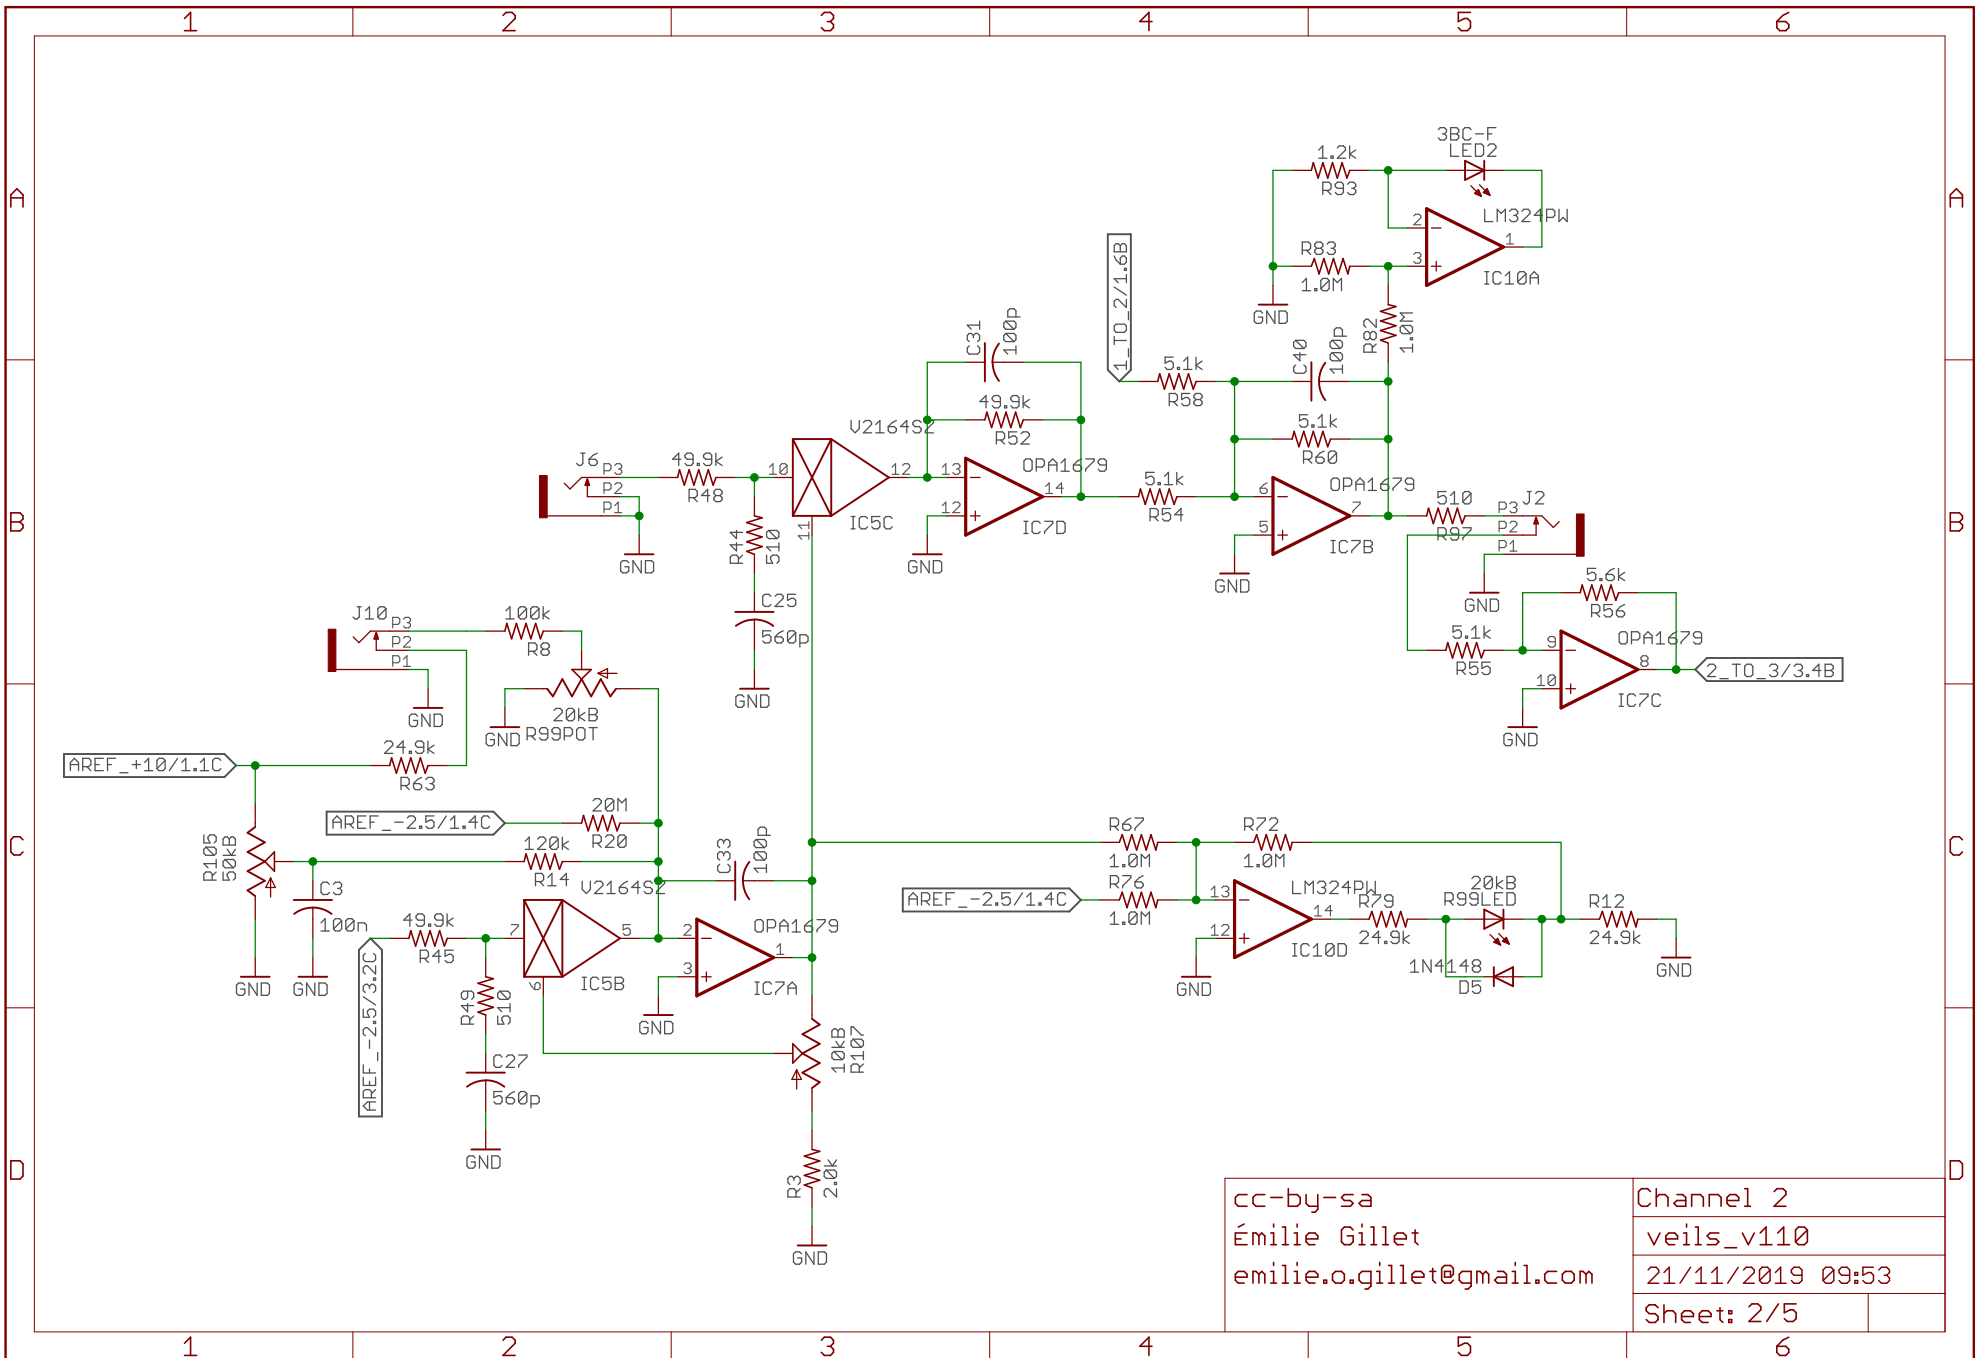 1 2 3 4 5 6
A
A
3BC-F
LED2
1.2k
R93
LM324PW
2
1
3
IC10A
R83
1.0M
GND
R82
1.0M
1_TO_2/1.6B
C31
100p
49.9k
R52
5.1k
R58
C40
100p
5.1k
R60
V2164S2
J6
P3
P2
P1
GND
49.9k
R48
10
12
11
IC5C
R44
510
C25
560p
GND
OPA1679
13
14
12
IC7D
GND
5.1k
R54
OPA1679
6
7
5
IC7B
GND
510
R97
J2
P3
P2
P1
GND
B
B
5.6k
R56
5.1k
R55
OPA1679
9
8
10
IC7C
GND
2_TO_3/3.4B
J10
P3
P2
P1
GND
100k
R8
20kB
R99POT
GND
AREF_+10/1.1C
24.9k
R63
AREF_-2.5/1.4C
20M
R20
C
C
R105
50kB
GND
C3
100n
GND
120k
R14
V2164S2
C33
100p
49.9k
R45
7
5
6
IC5B
AREF_-2.5/3.2C
R49
510
C27
560p
GND
OPA1679
2
1
3
IC7A
GND
10kB
R107
R3
2.0k
GND
R67
1.0M
R72
1.0M
R76
1.0M
AREF_-2.5/1.4C
LM324PW
13
14
12
IC10D
GND
R79
24.9k
20kB
R99LED
1N4148
D5
R12
24.9k
GND
D
D
cc-by-sa
Émilie Gillet
emilie.o.gillet@gmail.com
Channel 2
veils_v110
21/11/2019 09:53
Sheet: 2/5
1 2 3 4 5 6